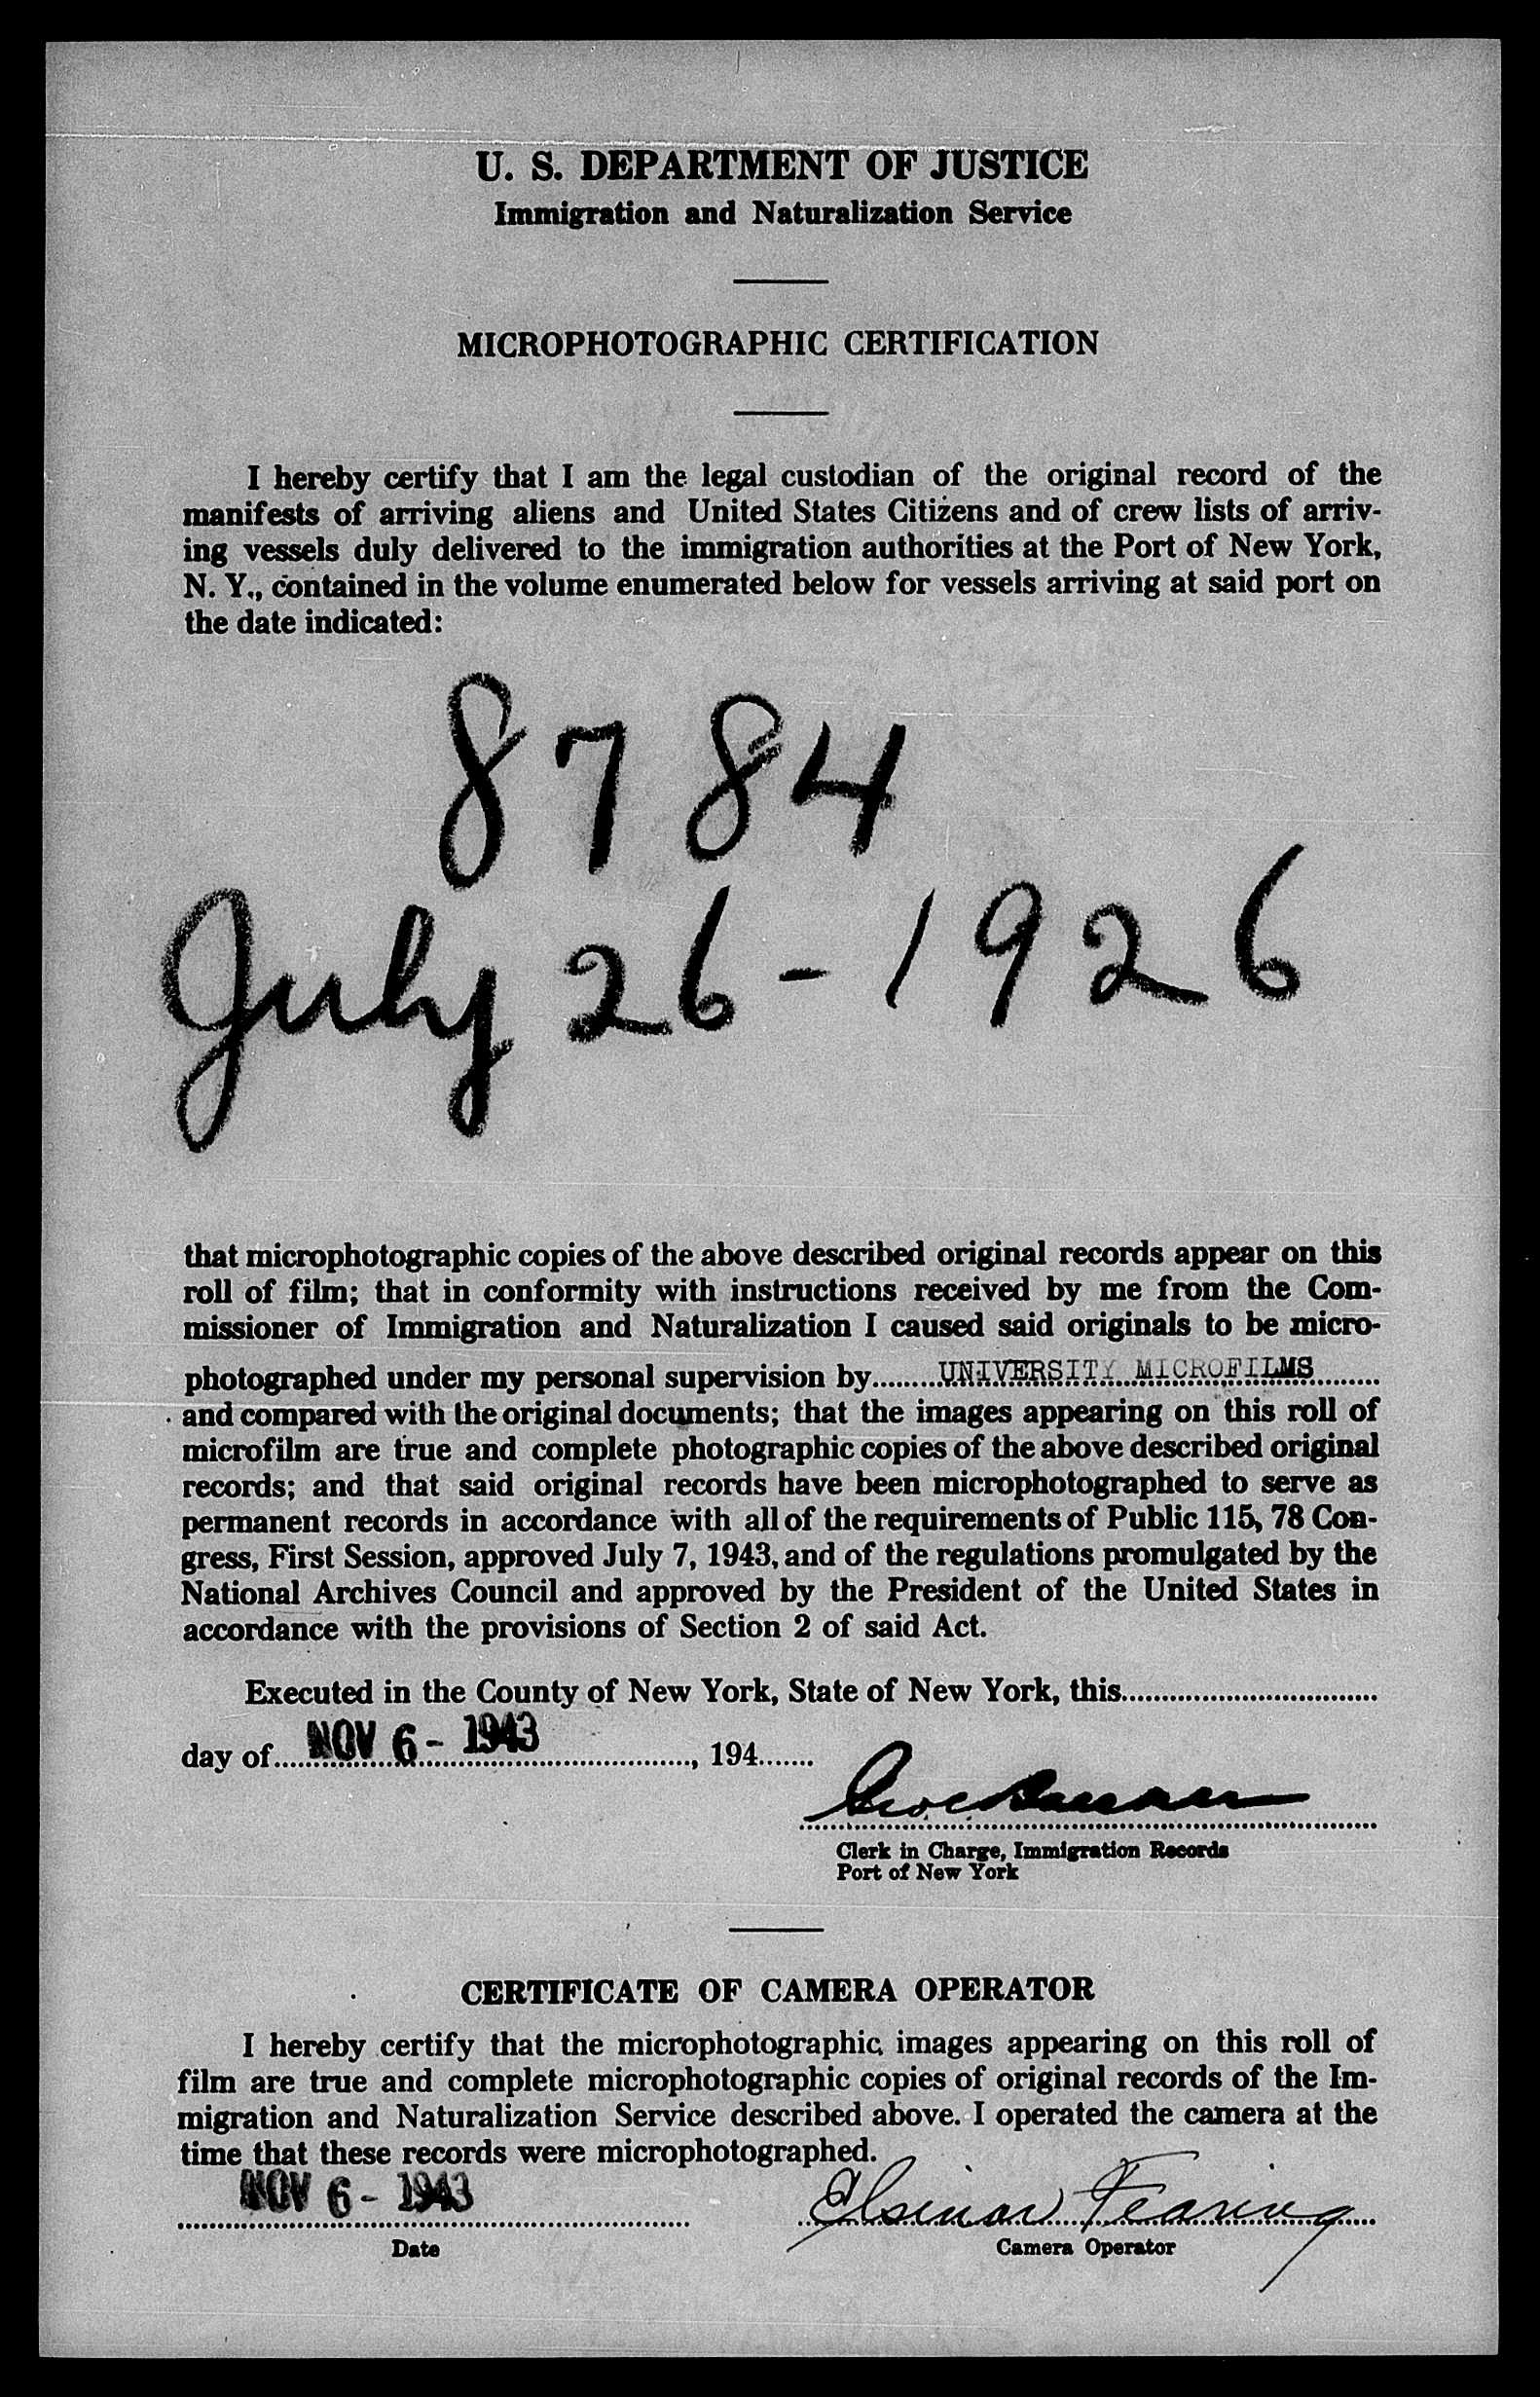 U. S. DEPARTMENT OF JUSTICE
Immigration and Naturalization Service
MICROPHOTOGRAPHIC CERTIFICATION
I hereby certify that I am the legal custodian of the original record of the
manifests of arriving aliens and United States Citizens and of crew lists of arriv-
ing vessels duly delivered to the immigration authorities at the Port of New York,
N. Y., contained in the volume enumerated below for vessels arriving at said port on
the date indicated:
8784
July 26-1926
that microphotographic copies of the above described original records appear on this
roll of film; that in conformity with instructions received by me from the Com-
missioner of Immigration and Naturalization I caused said originals to be micro-
photographed under my personal supervision by.........UNIVERSITY MICROFILMS.........
and compared with the original documents; that the images appearing on this roll of
microfilm are true and complete photographic copies of the above described original
records; and that said original records have been microphotographed to serve as
permanent records in accordance with all of the requirements of Public 115, 78 Con-
gress, First Session, approved July 7, 1943, and of the regulations promulgated by the
National Archives Council and approved by the President of the United States in
accordance with the provisions of Section 2 of said Act.
Executed in the County of New York, State of New York, this................................
day of.....NOV 6- 1943..................., 194.......
Clerk in Charge, Immigration Records
Port of New York
CERTIFICATE OF CAMERA OPERATOR
I hereby certify that the microphotographic images appearing on this roll of
film are true and complete microphotographic copies of original records of the Im-
migration and Naturalization Service described above. I operated the camera at the
time that these records were microphotographed.
NOV 6- 1943 Elsinor Fearing
Date Camera Operator